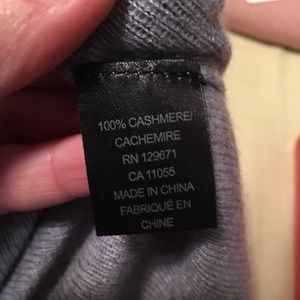 100% CASHMERE/
CACHEMIRE
RN 129671
CA 11055
MADE IN CHINA
FABRIQUÉ EN
CHINE